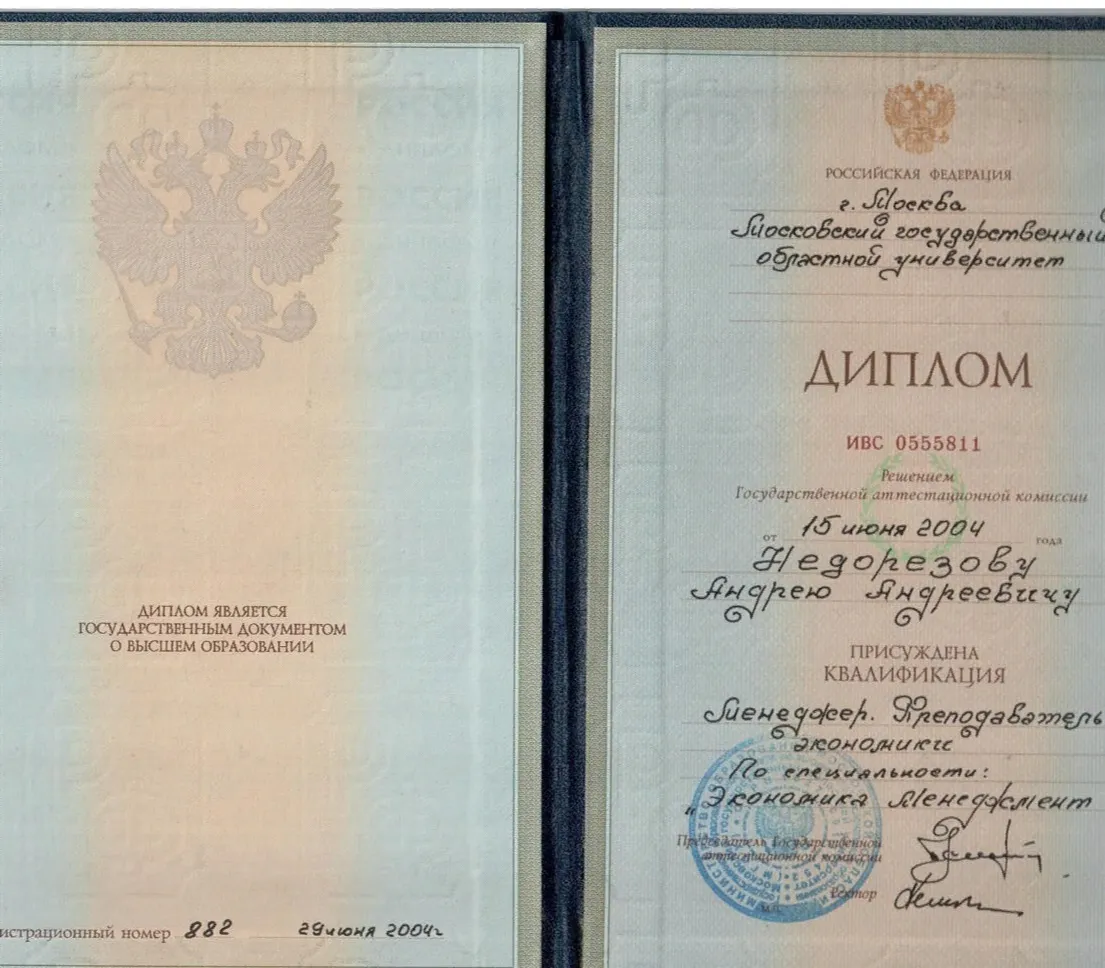 ДИПЛОМ ЯВЛЯЕТСЯ
ГОСУДАРСТВЕННЫМ ДОКУМЕНТОМ
О ВЫСШЕМ ОБРАЗОВАНИИ
истрационный номер 882 29 июня 2004г
РОССИЙСКАЯ ФЕДЕРАЦИЯ
г. Москва
Московский государственный
областной университет
ДИПЛОМ
ИВС 0555811
Решением
Государственной аттестационной комиссии
от 15 июня 2004 года
Недорезову
Андрею Андреевичу
ПРИСУЖДЕНА
КВАЛИФИКАЦИЯ
Менеджер. Преподаватель
экономики
По специальности:
„Экономика Менеджмент
Председатель Государственной
аттестационной комиссии
Ректор